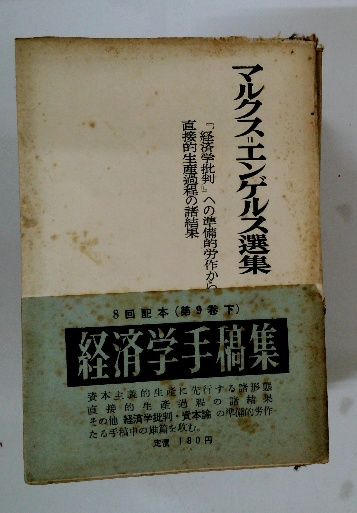 マルクス=エンゲルス選集
『経済学批判』への準備的労作から
直接的生産過程の諸結果
8回配本(第9巻下)
経済学手稿集
資本主義的生産に先行する諸形態
直接的生産過程の諸結果
その他 経済学批判・資本論の準備的労作
たる手稿中の雄篇を收む。
定価 180円